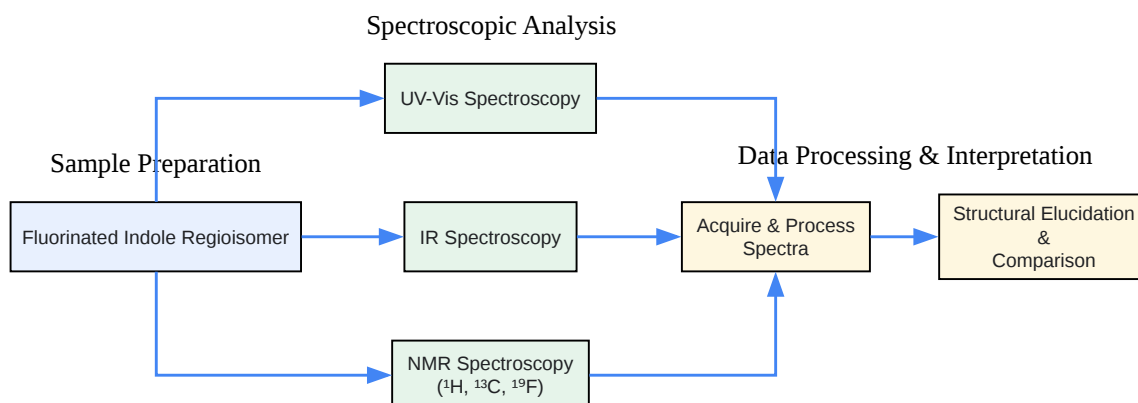 Spectroscopic Analysis
UV-Vis Spectroscopy
Sample Preparation
Data Processing & Interpretation
Fluorinated Indole Regioisomer
IR Spectroscopy
Acquire & Process
Spectra
Structural Elucidation
&
Comparison
NMR Spectroscopy
(¹H, ¹³C, ¹⁹F)